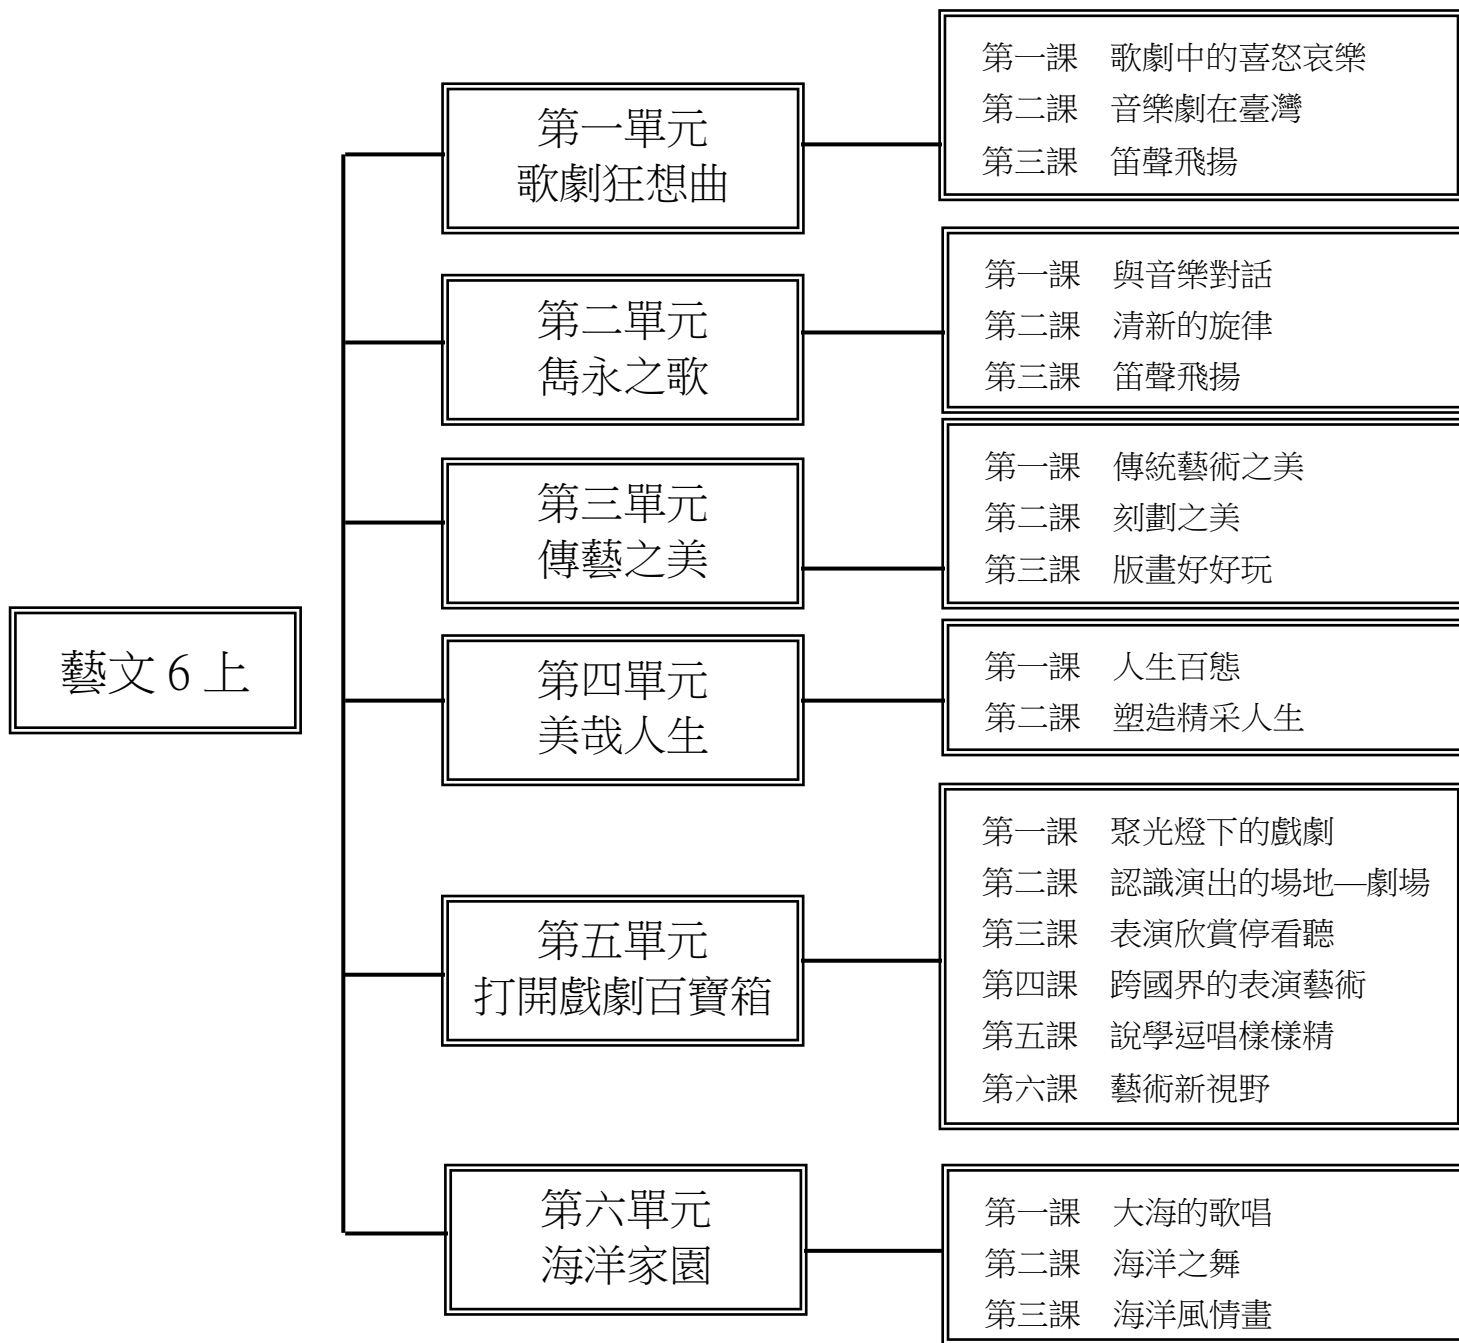 藝文 6 上
第一單元
歌劇狂想曲
第一課　歌劇中的喜怒哀樂
第二課　音樂劇在臺灣
第三課　笛聲飛揚
第二單元
雋永之歌
第一課　與音樂對話
第二課　清新的旋律
第三課　笛聲飛揚
第三單元
傳藝之美
第一課　傳統藝術之美
第二課　刻劃之美
第三課　版畫好好玩
第四單元
美哉人生
第一課　人生百態
第二課　塑造精采人生
第五單元
打開戲劇百寶箱
第一課　聚光燈下的戲劇
第二課　認識演出的場地—劇場
第三課　表演欣賞停看聽
第四課　跨國界的表演藝術
第五課　說學逗唱樣樣精
第六課　藝術新視野
第六單元
海洋家園
第一課　大海的歌唱
第二課　海洋之舞
第三課　海洋風情畫